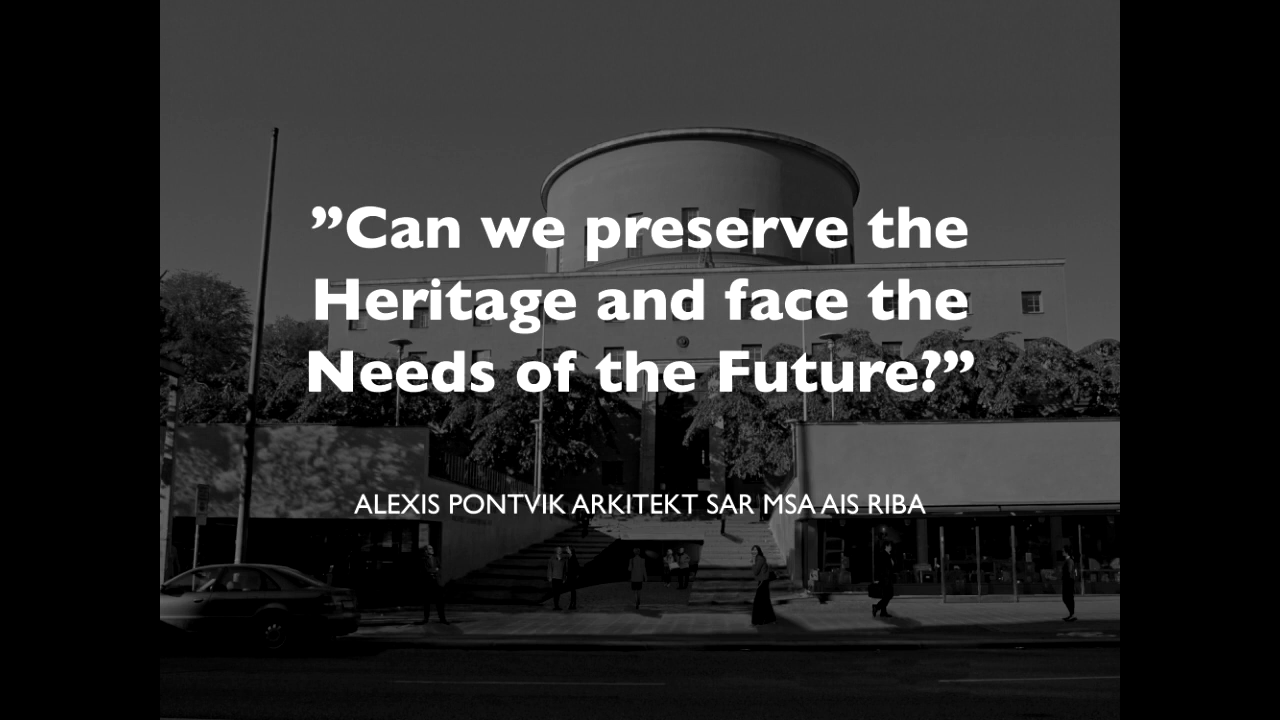 ”Can we preserve the
Heritage and face the
Needs of the Future?”
ALEXIS PONTVIK ARKITEKT SAR MSA AIS RIBA